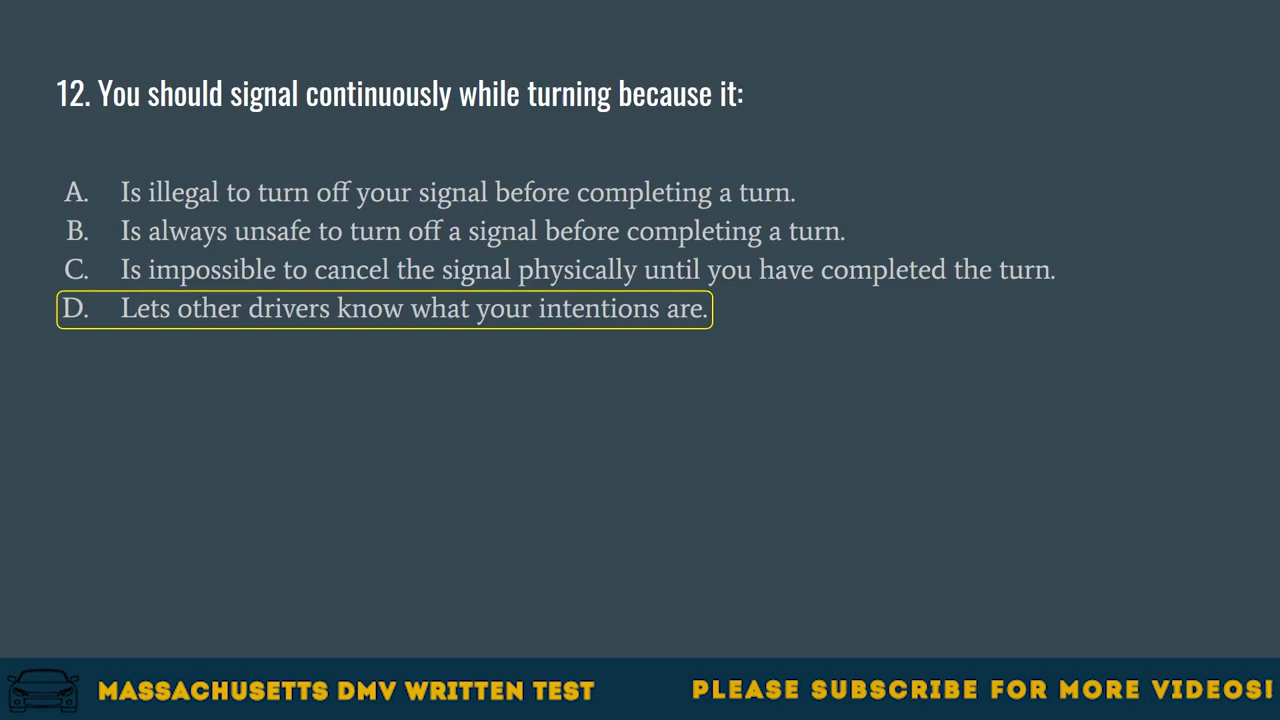 12. You should signal continuously while turning because it:
A. Is illegal to turn off your signal before completing a turn.
B. Is always unsafe to turn off a signal before completing a turn.
C. Is impossible to cancel the signal physically until you have completed the turn.
D. Lets other drivers know what your intentions are.
MASSACHUSETTS DMV WRITTEN TEST
PLEASE SUBSCRIBE FOR MORE VIDEOS!